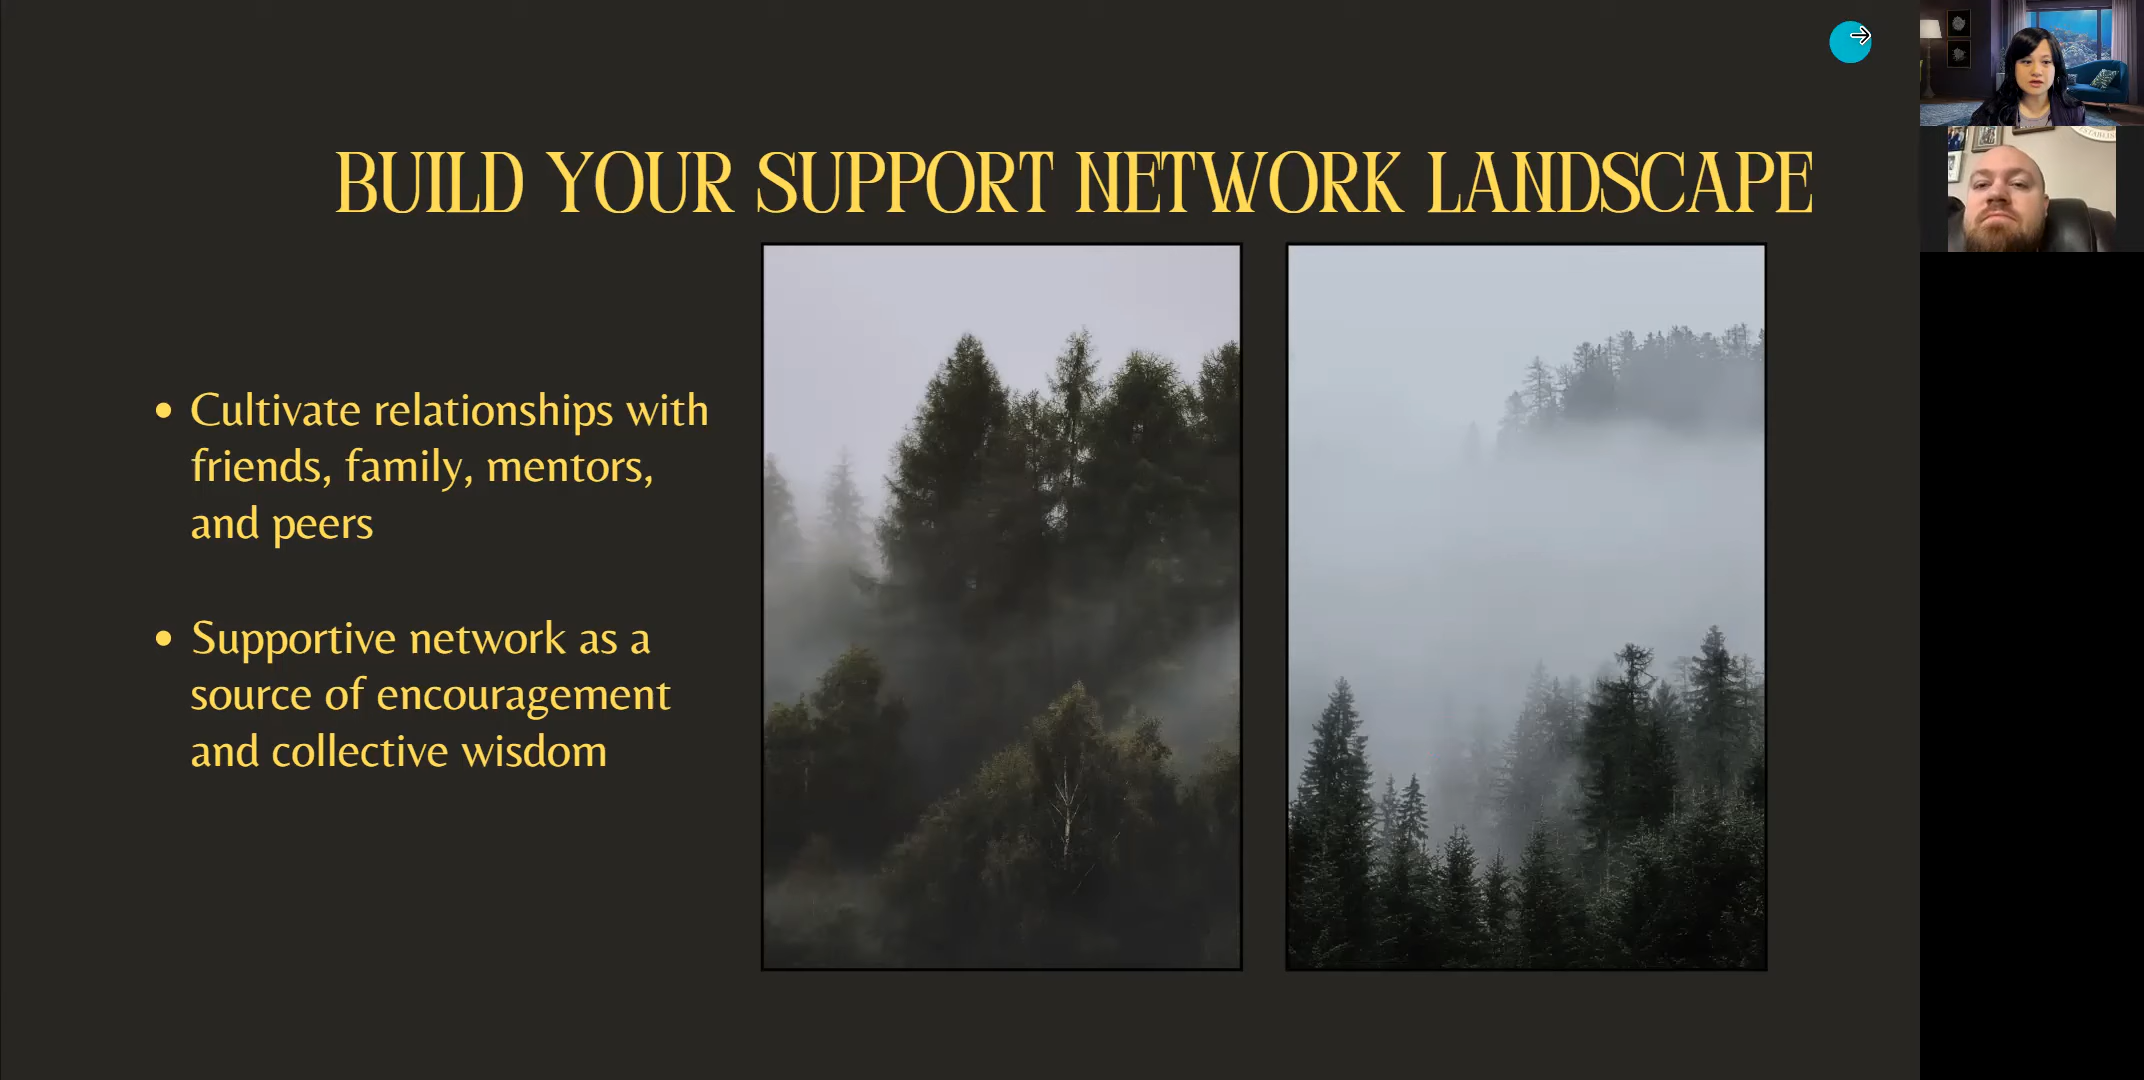 BUILD YOUR SUPPORT NETWORK LANDSCAPE
• Cultivate relationships with
friends, family, mentors,
and peers
• Supportive network as a
source of encouragement
and collective wisdom